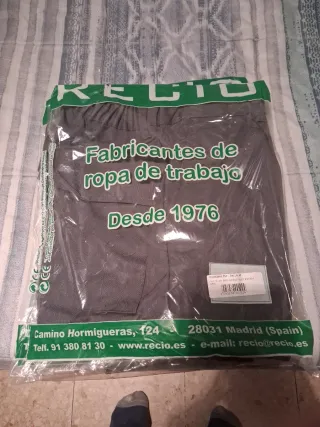 RECIO
Fabricantes de
ropa de trabajo
Desde 1976
Camino Hormigueras, 124 - 28031 Madrid (Spain)
Telf. 91 380 81 30 - www.recio.es - e-mail: recio@recio.es